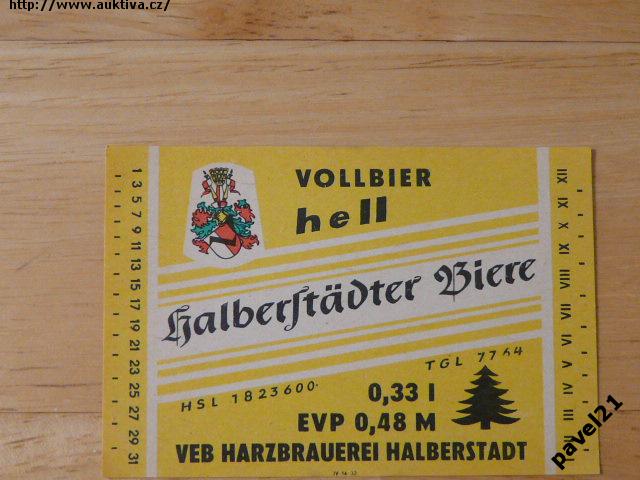 http://www.auktiva.cz/
VOLLBIER
hell
Halberstädter Biere
HSL 1823600
TGL 7764
0,33 l
EVP 0,48 M
VEB HARZBRAUEREI HALBERSTADT
1 3 5 7 9 11 13 15 17 19 21 23 25 27 29 31
XII XI X IX VIII VII VI V IV III II
pavel21